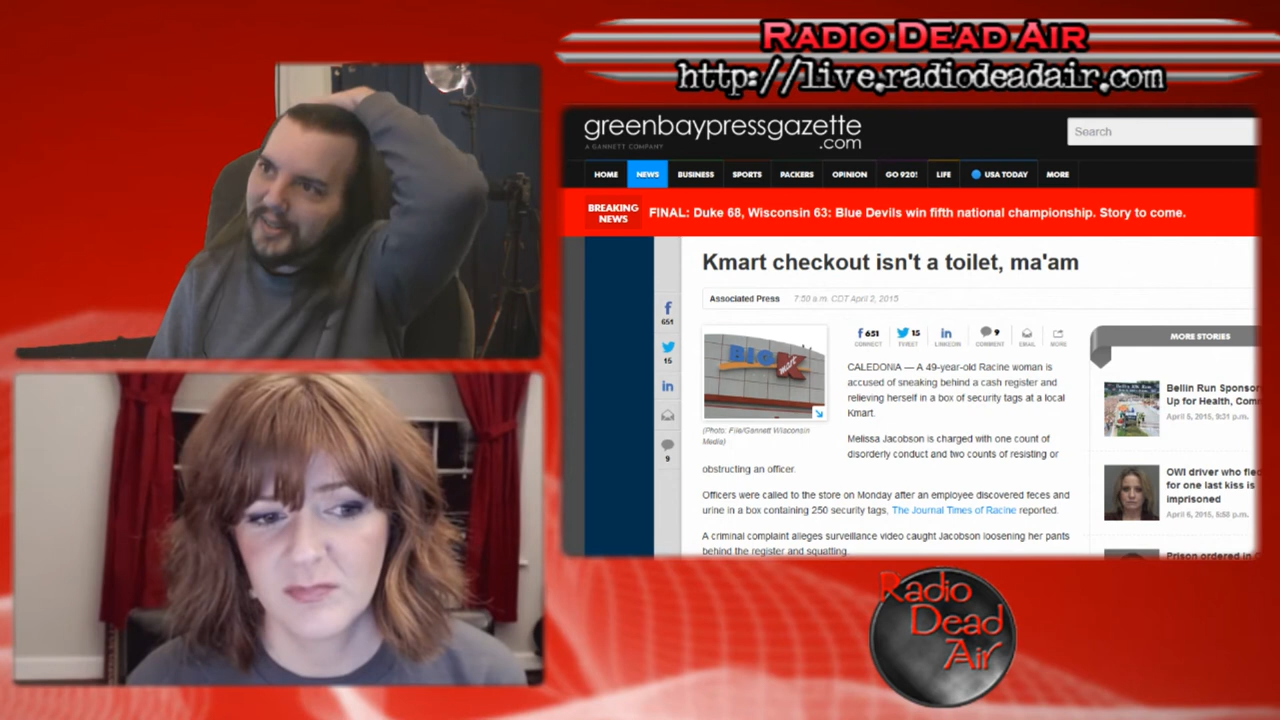 RADIO DEAD AIR
http://live.radiodeadair.com
greenbaypressgazette
.com
A GANNETT COMPANY
Search
HOME NEWS BUSINESS SPORTS PACKERS OPINION GO 920! LIFE USA TODAY MORE
BREAKING
NEWS
FINAL: Duke 68, Wisconsin 63: Blue Devils win fifth national championship. Story to come.
Kmart checkout isn't a toilet, ma'am
Associated Press 7:50 a.m. CDT April 2, 2015
651
15
9
651
CONNECT
15
TWEET
LINKEDIN
9
COMMENT
EMAIL
MORE
BIG K
mart
(Photo: File/Gannett Wisconsin
Media)
CALEDONIA — A 49-year-old Racine woman is
accused of sneaking behind a cash register and
relieving herself in a box of security tags at a local
Kmart.
Melissa Jacobson is charged with one count of
disorderly conduct and two counts of resisting or
obstructing an officer.
Officers were called to the store on Monday after an employee discovered feces and
urine in a box containing 250 security tags, The Journal Times of Racine reported.
A criminal complaint alleges surveillance video caught Jacobson loosening her pants
behind the register and squatting.
MORE STORIES
Bellin Run Sponsor
Up for Health, Com
April 5, 2015, 9:31 p.m.
OWI driver who fled
for one last kiss is
imprisoned
April 6, 2015, 5:58 p.m.
Prison ordered in C
Radio
Dead
Air